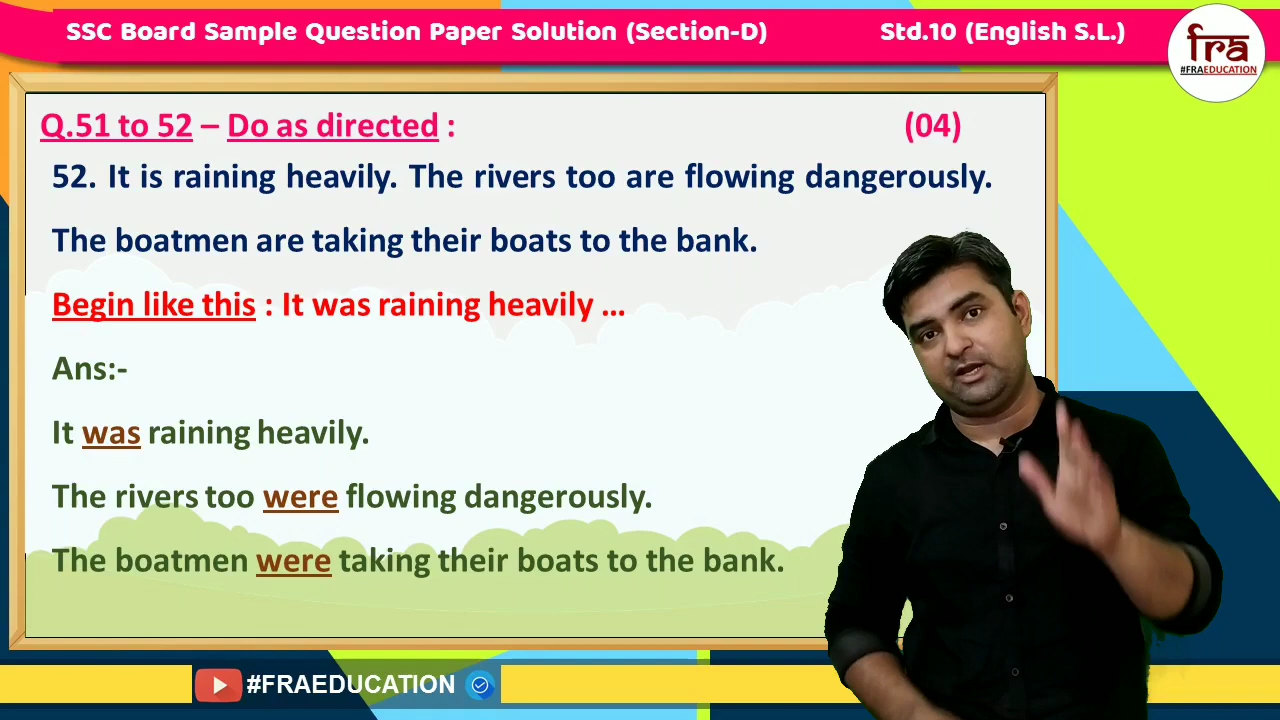 SSC Board Sample Question Paper Solution (Section-D) Std.10 (English S.L.)
fra
#FRAEDUCATION
Q.51 to 52 – Do as directed : (04)
52. It is raining heavily. The rivers too are flowing dangerously.
The boatmen are taking their boats to the bank.
Begin like this : It was raining heavily ...
Ans:-
It was raining heavily.
The rivers too were flowing dangerously.
The boatmen were taking their boats to the bank.
#FRAEDUCATION